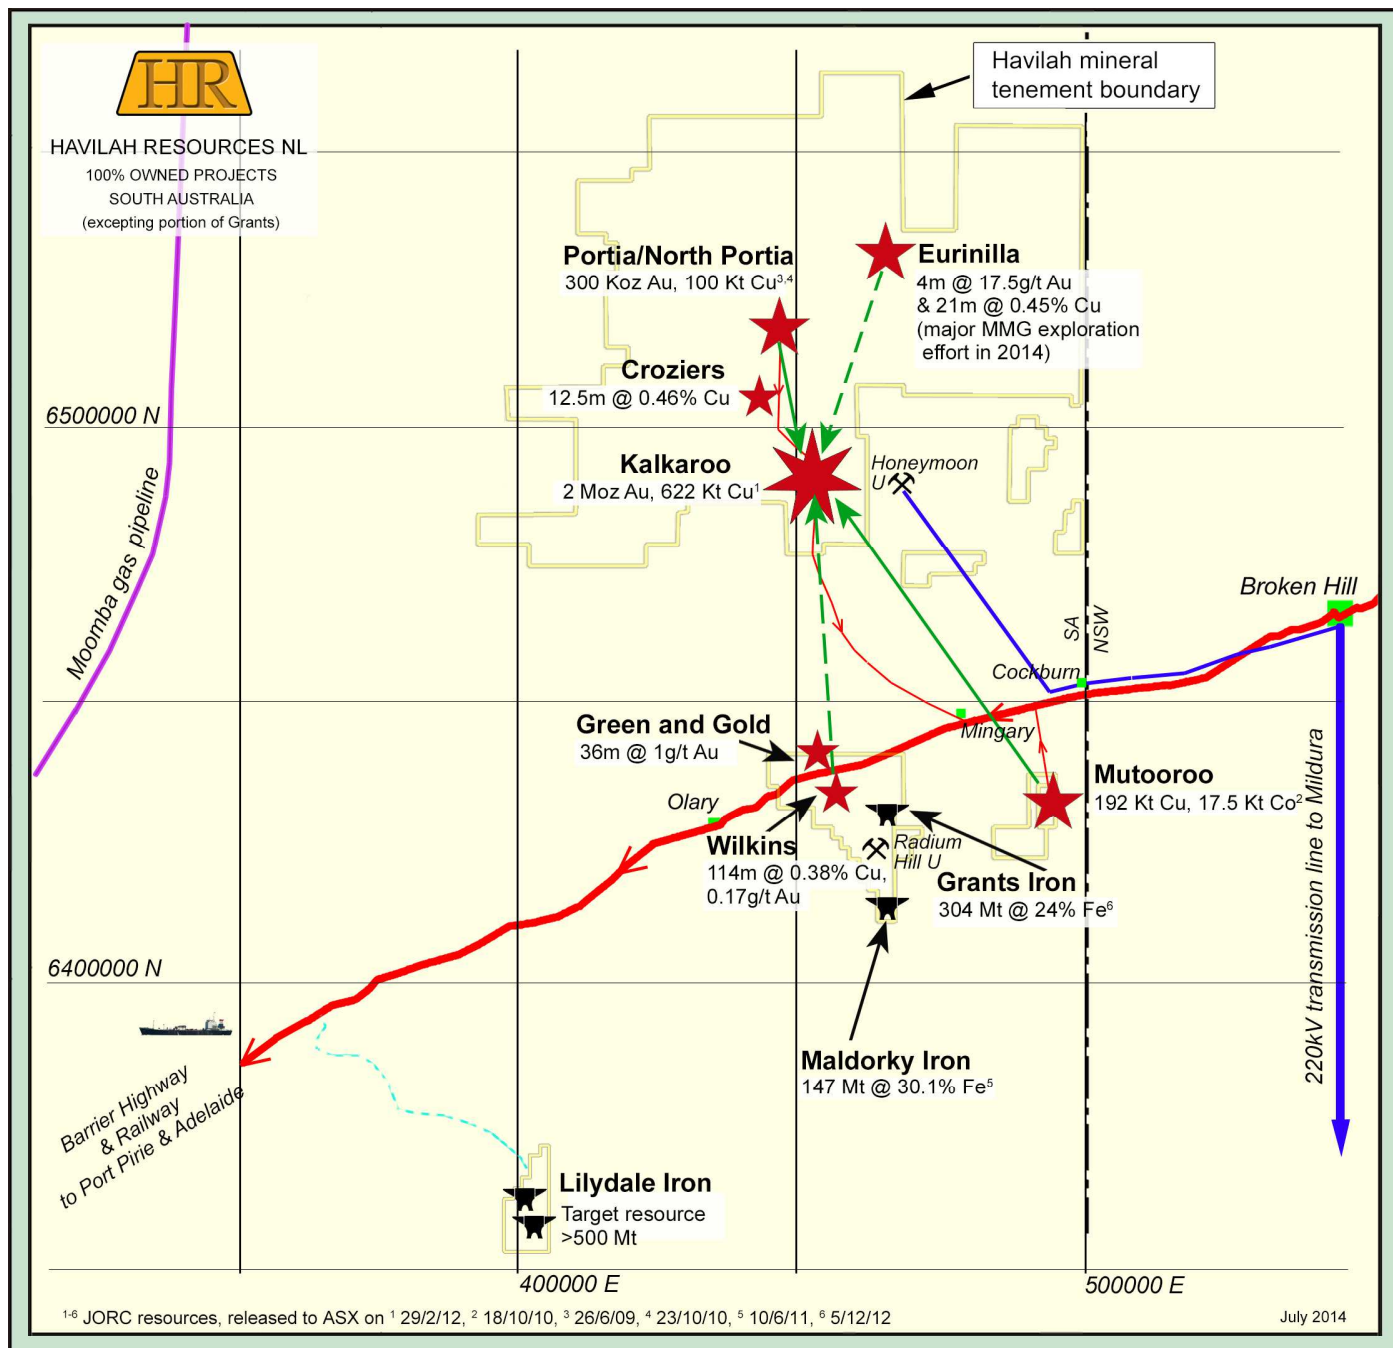 HR
HAVILAH RESOURCES NL
100% OWNED PROJECTS
SOUTH AUSTRALIA
(excepting portion of Grants)
Havilah mineral
tenement boundary
Portia/North Portia
300 Koz Au, 100 Kt Cu3,4
Eurinilla
4m @ 17.5g/t Au
& 21m @ 0.45% Cu
(major MMG exploration
effort in 2014)
Croziers
12.5m @ 0.46% Cu
6500000 N
Kalkaroo
2 Moz Au, 622 Kt Cu1
Honeymoon
U
Moomba gas pipeline
Broken Hill
SA
NSW
Cockburn
Mingary
Green and Gold
36m @ 1g/t Au
Mutooroo
192 Kt Cu, 17.5 Kt Co2
Olary
Wilkins
114m @ 0.38% Cu,
0.17g/t Au
Radium
Hill U
Grants Iron
304 Mt @ 24% Fe6
220kV transmission line to Mildura
6400000 N
Maldorky Iron
147 Mt @ 30.1% Fe5
Barrier Highway
& Railway
to Port Pirie & Adelaide
Lilydale Iron
Target resource
>500 Mt
400000 E
500000 E
1-6 JORC resources, released to ASX on 1 29/2/12, 2 18/10/10, 3 26/6/09, 4 23/10/10, 5 10/6/11, 6 5/12/12
July 2014